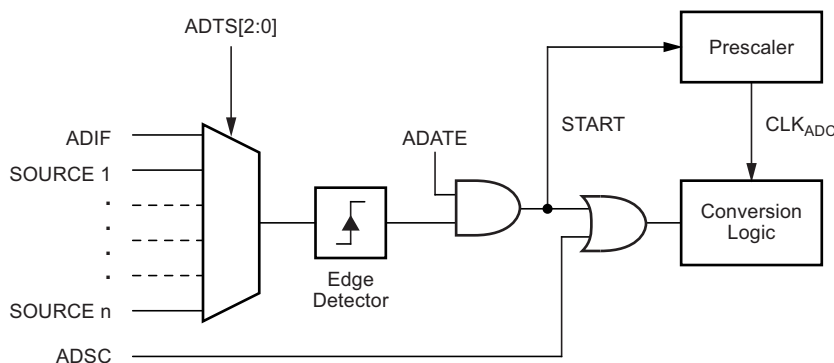 ADTS[2:0]
Prescaler
START
CLKADC
ADIF
ADATE
SOURCE 1
.
.
.
.
Conversion
Logic
Edge
Detector
SOURCE n
ADSC